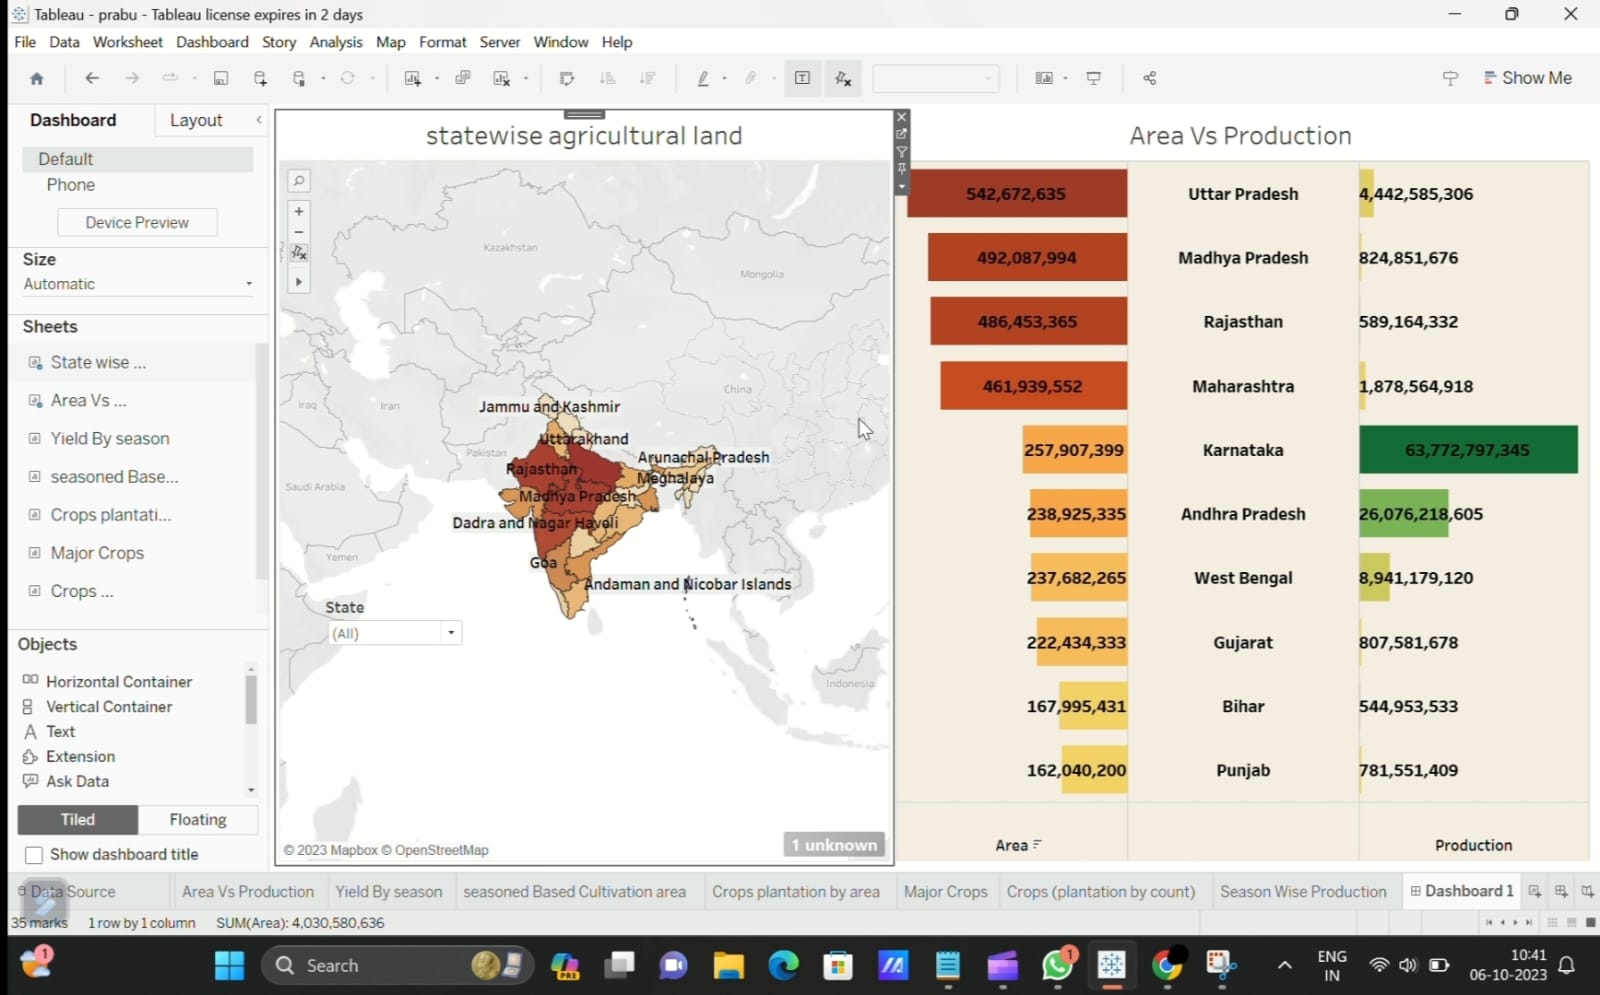 Tableau - prabu - Tableau license expires in 2 days
File Data Worksheet Dashboard Story Analysis Map Format Server Window Help
Show Me
Dashboard Layout
Default
Phone
Device Preview
Size
Automatic
Sheets
State wise ...
Area Vs ...
Yield By season
seasoned Base...
Crops plantati...
Major Crops
Crops ...
Objects
Horizontal Container
Vertical Container
Text
Extension
Ask Data
Tiled Floating
Show dashboard title
statewise agricultural land
Kazakhstan
Mongolia
China
Iraq
Iran
Jammu and Kashmir
Uttarakhand
Pakistan
Arunachal Pradesh
Rajasthan
Meghalaya
Saudi Arabia
Madhya Pradesh
Dadra and Nagar Haveli
Yemen
Goa
Andaman and Nicobar Islands
State
(All)
Indonesia
© 2023 Mapbox © OpenStreetMap
1 unknown
Area Vs Production
542,672,635 Uttar Pradesh 4,442,585,306
492,087,994 Madhya Pradesh 824,851,676
486,453,365 Rajasthan 589,164,332
461,939,552 Maharashtra 1,878,564,918
257,907,399 Karnataka 63,772,797,345
238,925,335 Andhra Pradesh 26,076,218,605
237,682,265 West Bengal 8,941,179,120
222,434,333 Gujarat 807,581,678
167,995,431 Bihar 544,953,533
162,040,200 Punjab 781,551,409
Area Production
Data Source Area Vs Production Yield By season seasoned Based Cultivation area Crops plantation by area Major Crops Crops (plantation by count) Season Wise Production Dashboard 1
35 marks 1 row by 1 column SUM(Area): 4,030,580,636
1 Search PRE 1 ENG 10:41
IN 06-10-2023